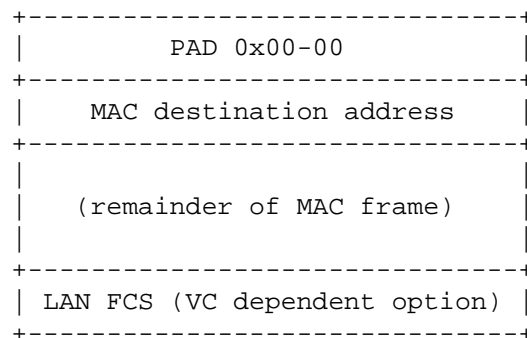 PAD 0x00-00
MAC destination address
(remainder of MAC frame)
LAN FCS (VC dependent option)